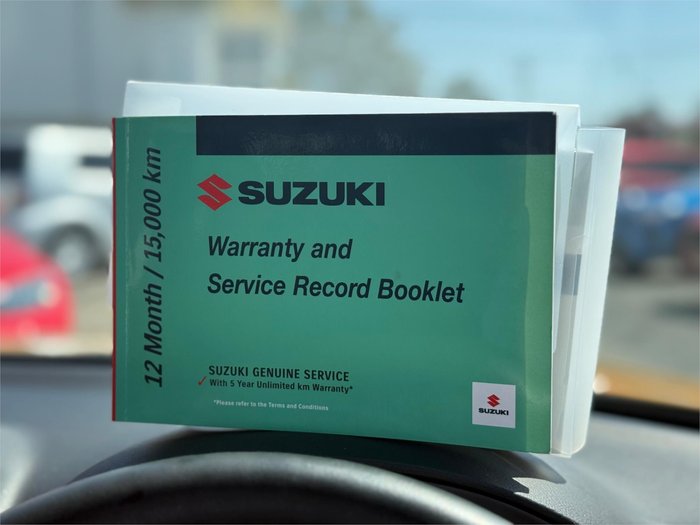 12 Month / 15,000 km
SUZUKI
Warranty and
Service Record Booklet
SUZUKI GENUINE SERVICE
With 5 Year Unlimited km Warranty*
*Please refer to the Terms and Conditions
SUZUKI